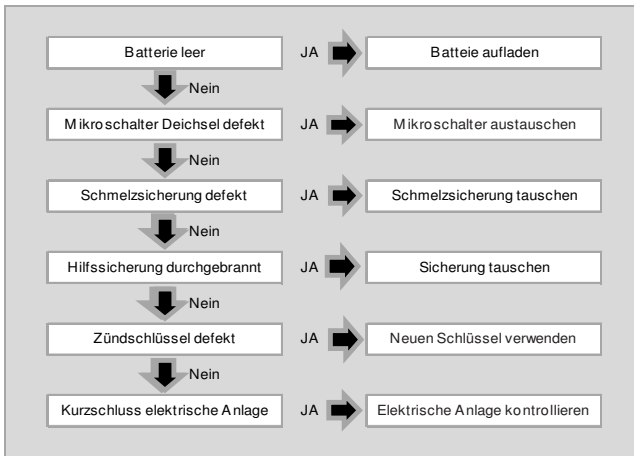 Batterie leer JA Batteie aufladen
Nein
Mikroschalter Deichsel defekt JA Mikroschalter austauschen
Nein
Schmelzsicherung defekt JA Schmelzsicherung tauschen
Nein
Hilfssicherung durchgebrannt JA Sicherung tauschen
Nein
Zündschlüssel defekt JA Neuen Schlüssel verwenden
Nein
Kurzschluss elektrische Anlage JA Elektrische Anlage kontrollieren